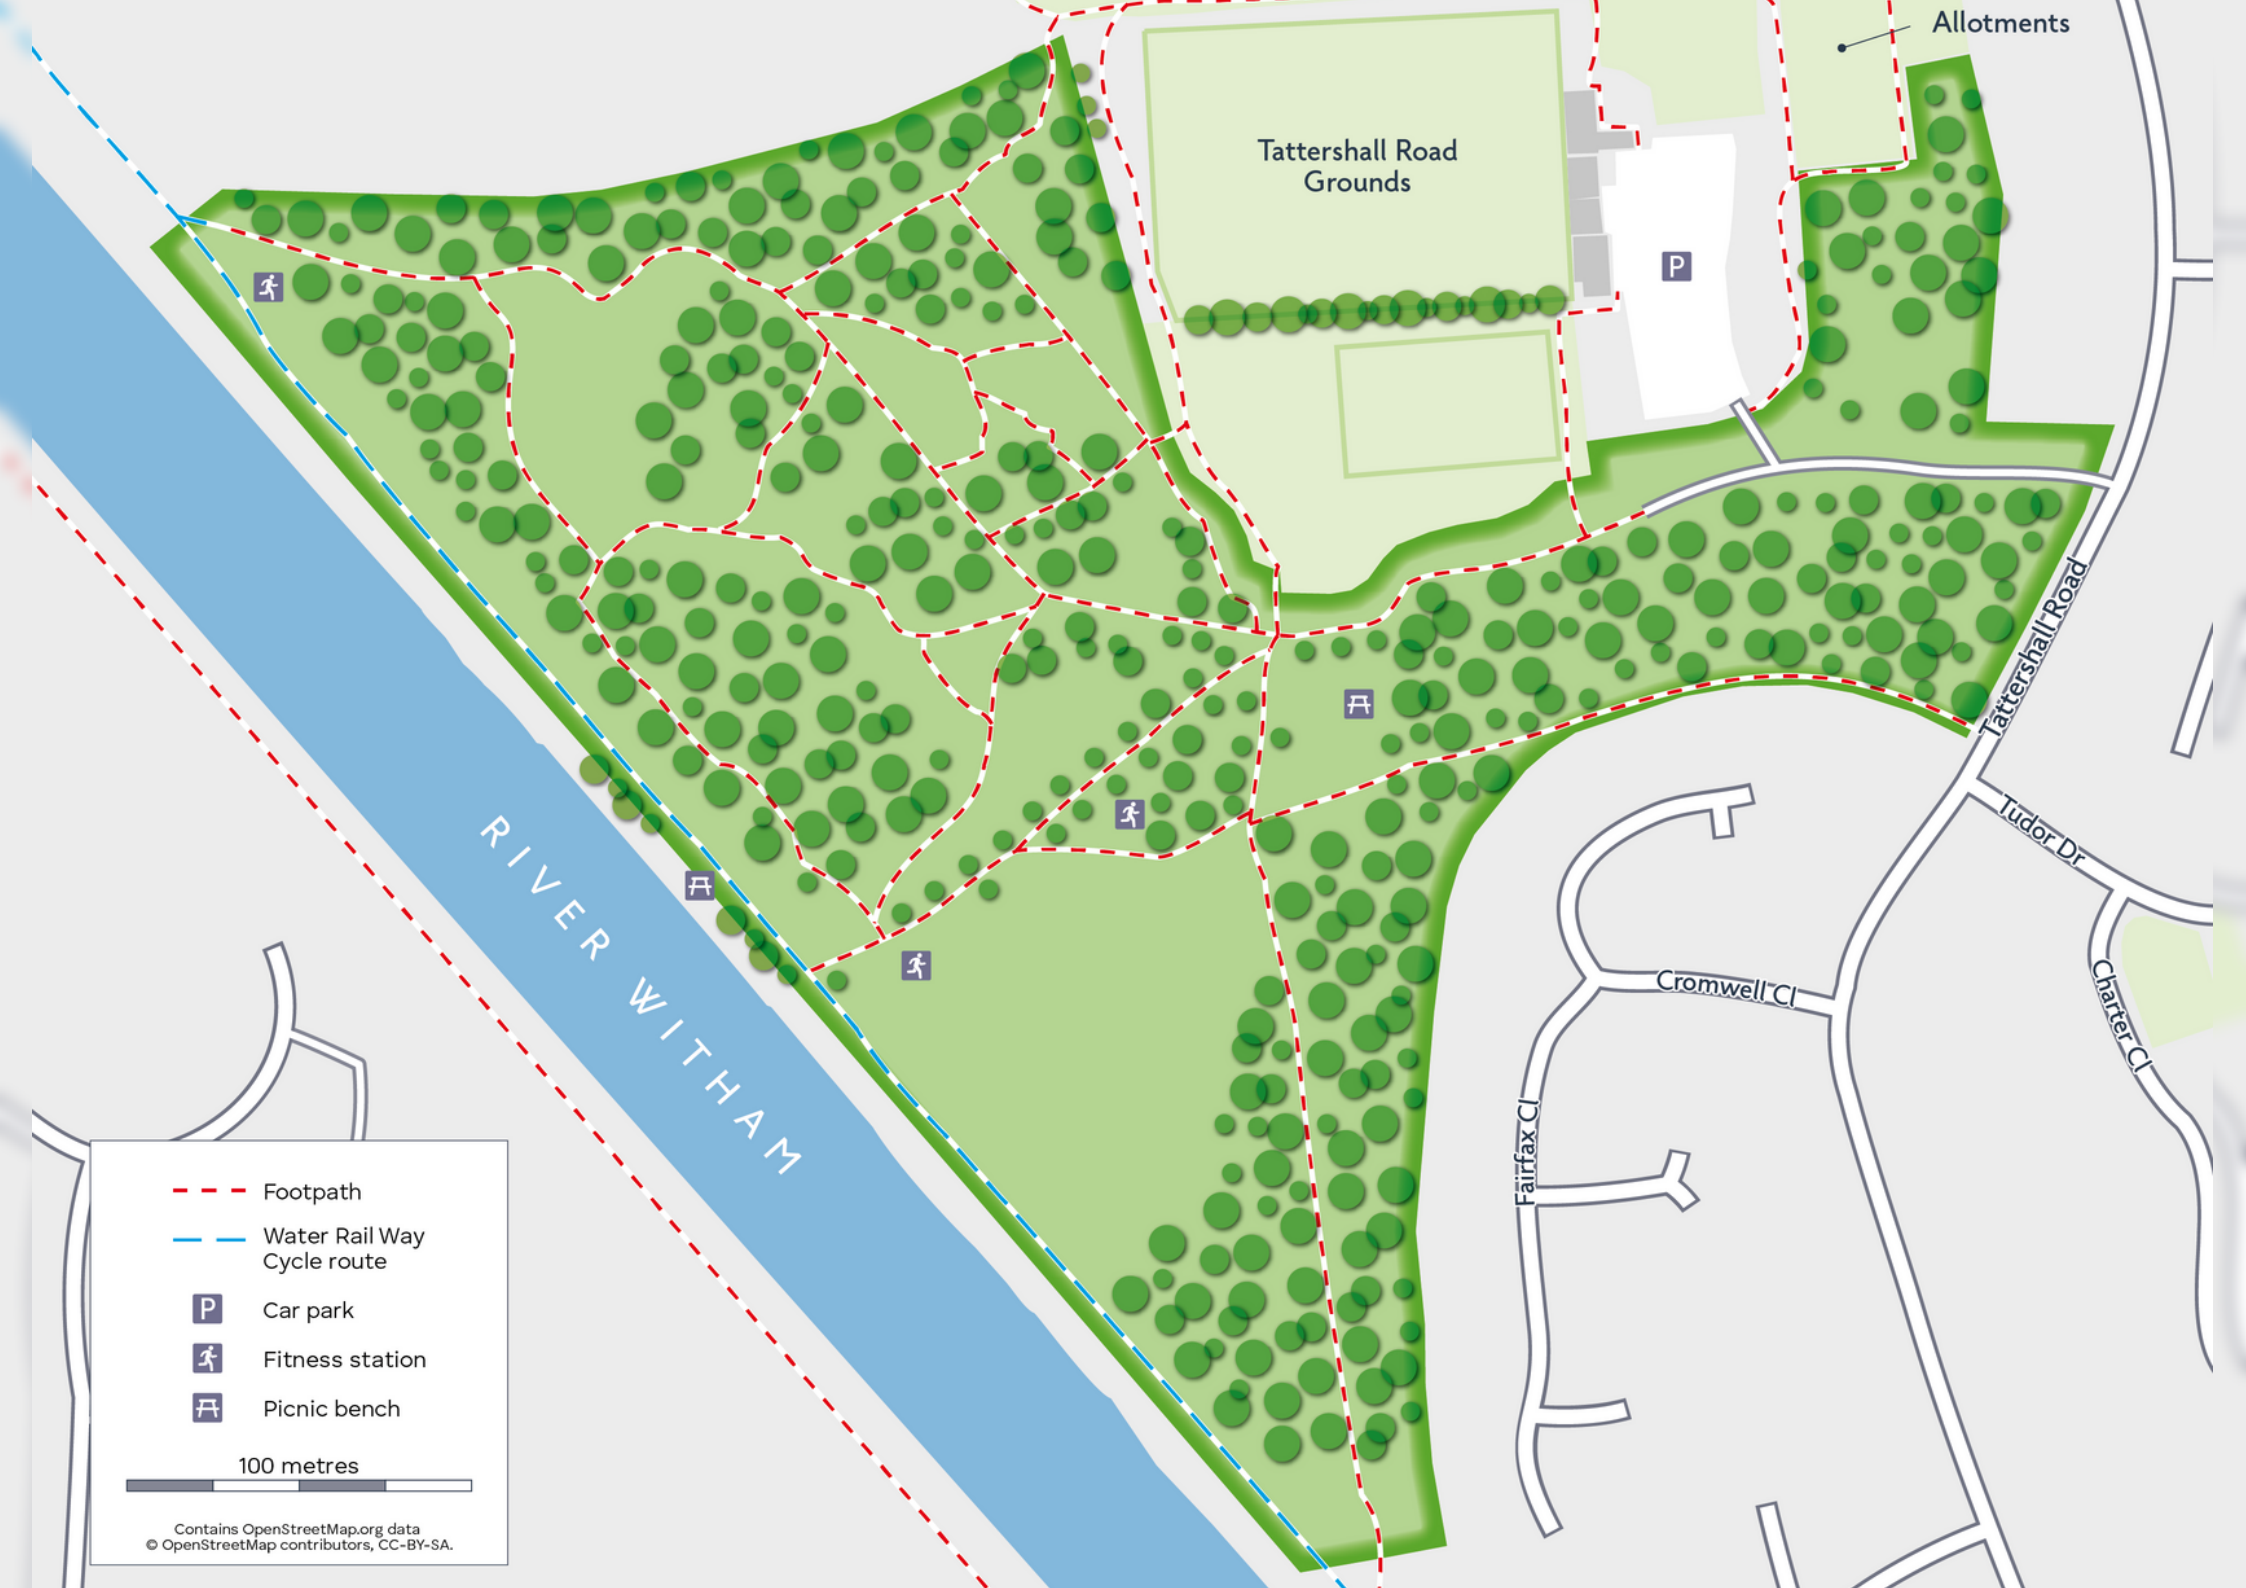 Allotments
Tattershall Road
Grounds
P
Tattershall Road
Tudor Dr
RIVER WITHAM
Cromwell Cl
Charter Cl
Fairfax Cl
Footpath
Water Rail Way
Cycle route
P Car park
Fitness station
Picnic bench
100 metres
Contains OpenStreetMap.org data
© OpenStreetMap contributors, CC-BY-SA.